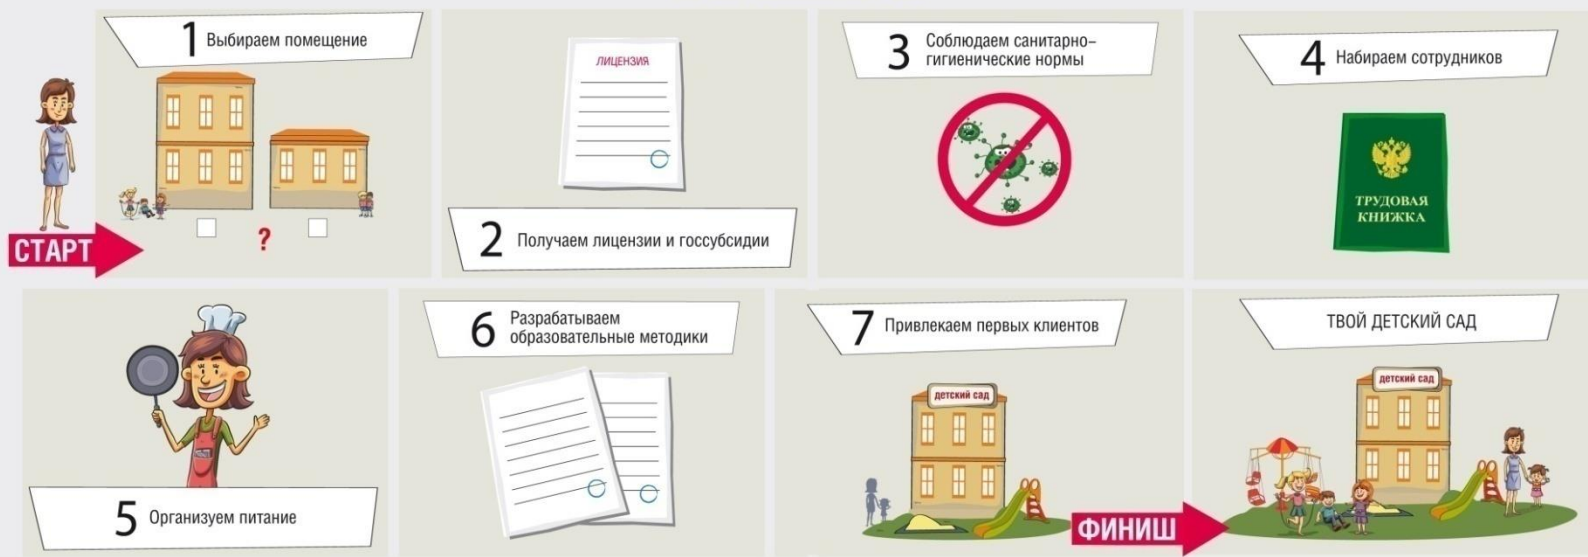 1 Выбираем помещение
СТАРТ
?
ЛИЦЕНЗИЯ
2 Получаем лицензии и госсубсидии
3 Соблюдаем санитарно-
гигиенические нормы
4 Набираем сотрудников
ТРУДОВАЯ
КНИЖКА
5 Организуем питание
6 Разрабатываем
образовательные методики
7 Привлекаем первых клиентов
детский сад
ФИНИШ
ТВОЙ ДЕТСКИЙ САД
детский сад